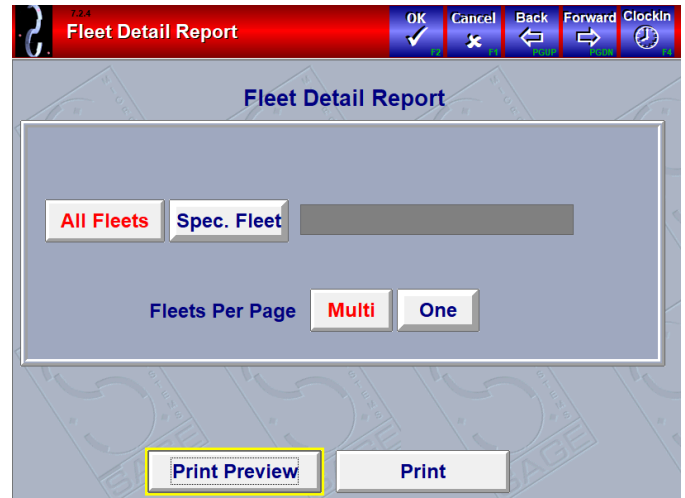 7.2.4
Fleet Detail Report
OK
F2
Cancel
F1
Back
PGUP
Forward
PGDN
ClockIn
F4
Fleet Detail Report
All Fleets
Spec. Fleet
Fleets Per Page
Multi
One
Print Preview
Print
SAGE